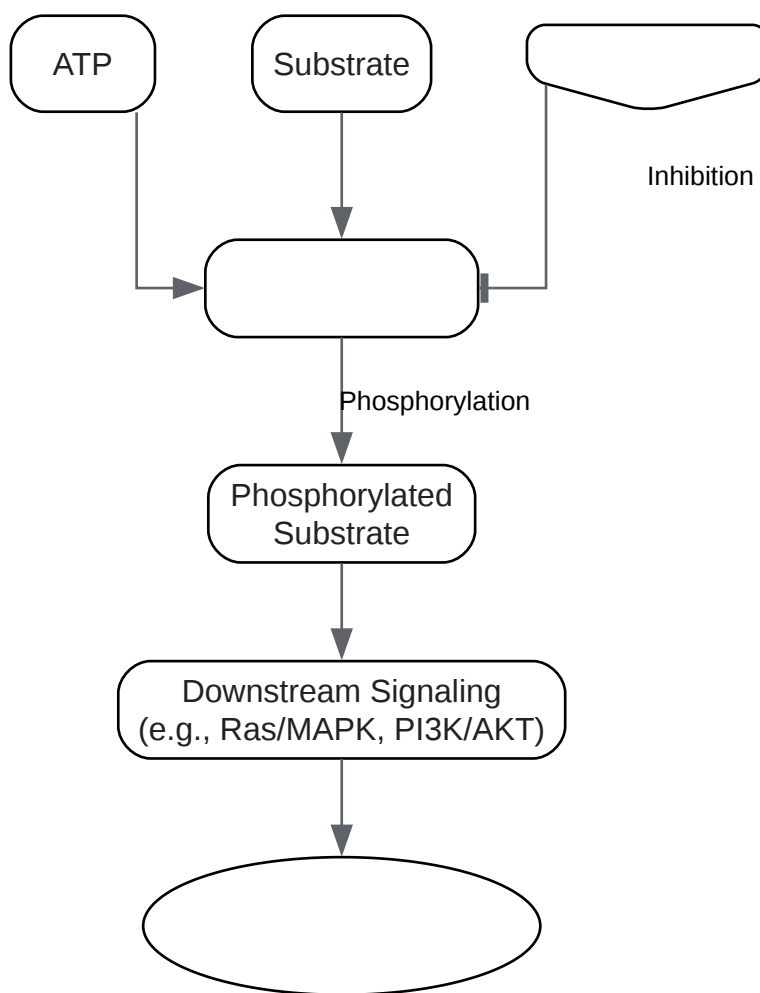 ATP
Substrate
Inhibition
Phosphorylation
Phosphorylated
Substrate
Downstream Signaling
(e.g., Ras/MAPK, PI3K/AKT)